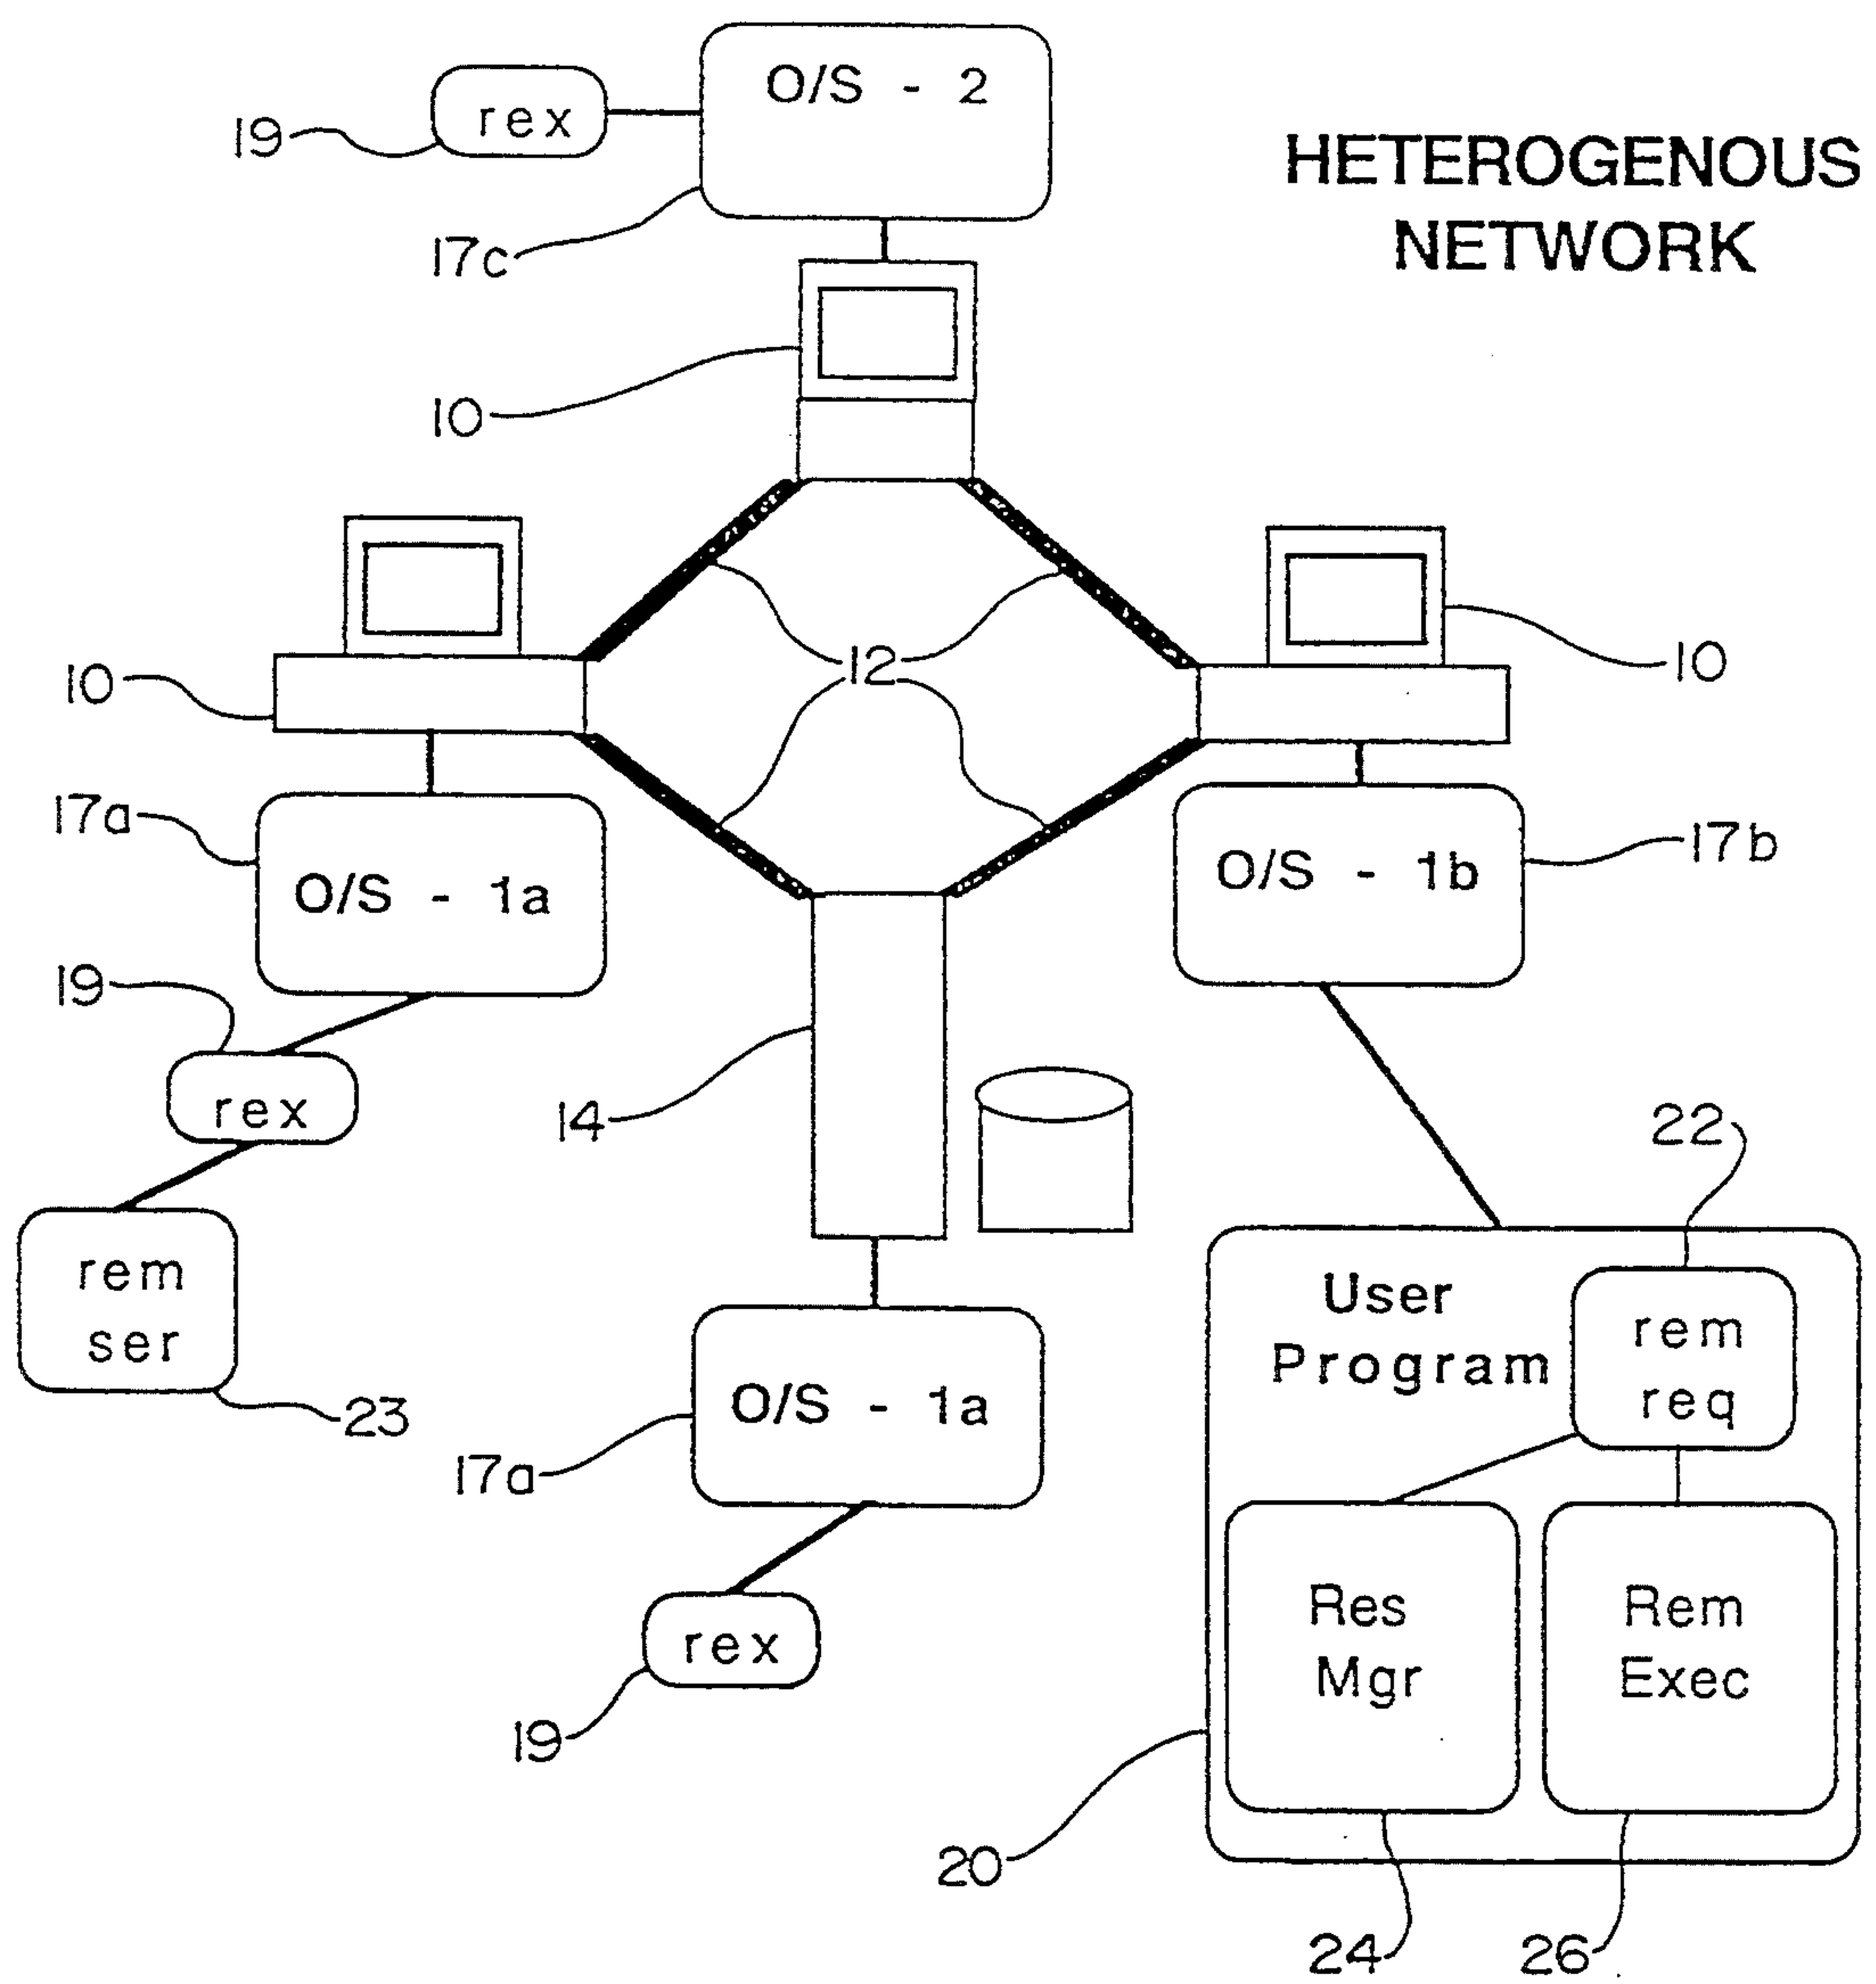 O/S - 2
rex
19
HETEROGENOUS
NETWORK
17c
10
10
12
10
17a
17b
O/S - 1a
O/S - 1b
19
rex
14
22
rem
ser
23
User
Program
rem
req
O/S - 1a
17a
Res
Mgr
Rem
Exec
rex
19
20
24
26